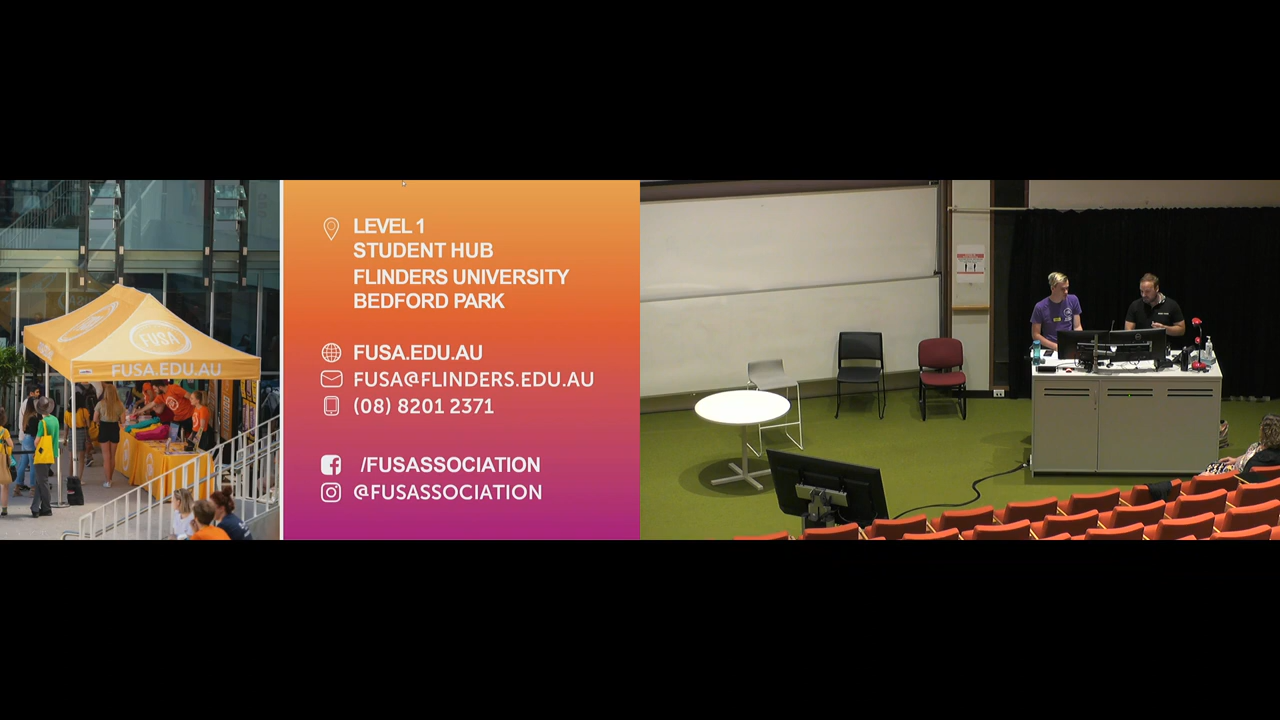 FUSA
FUSA.EDU.AU
LEVEL 1
STUDENT HUB
FLINDERS UNIVERSITY
BEDFORD PARK
FUSA.EDU.AU
FUSA@FLINDERS.EDU.AU
(08) 8201 2371
/FUSASSOCIATION
@FUSASSOCIATION